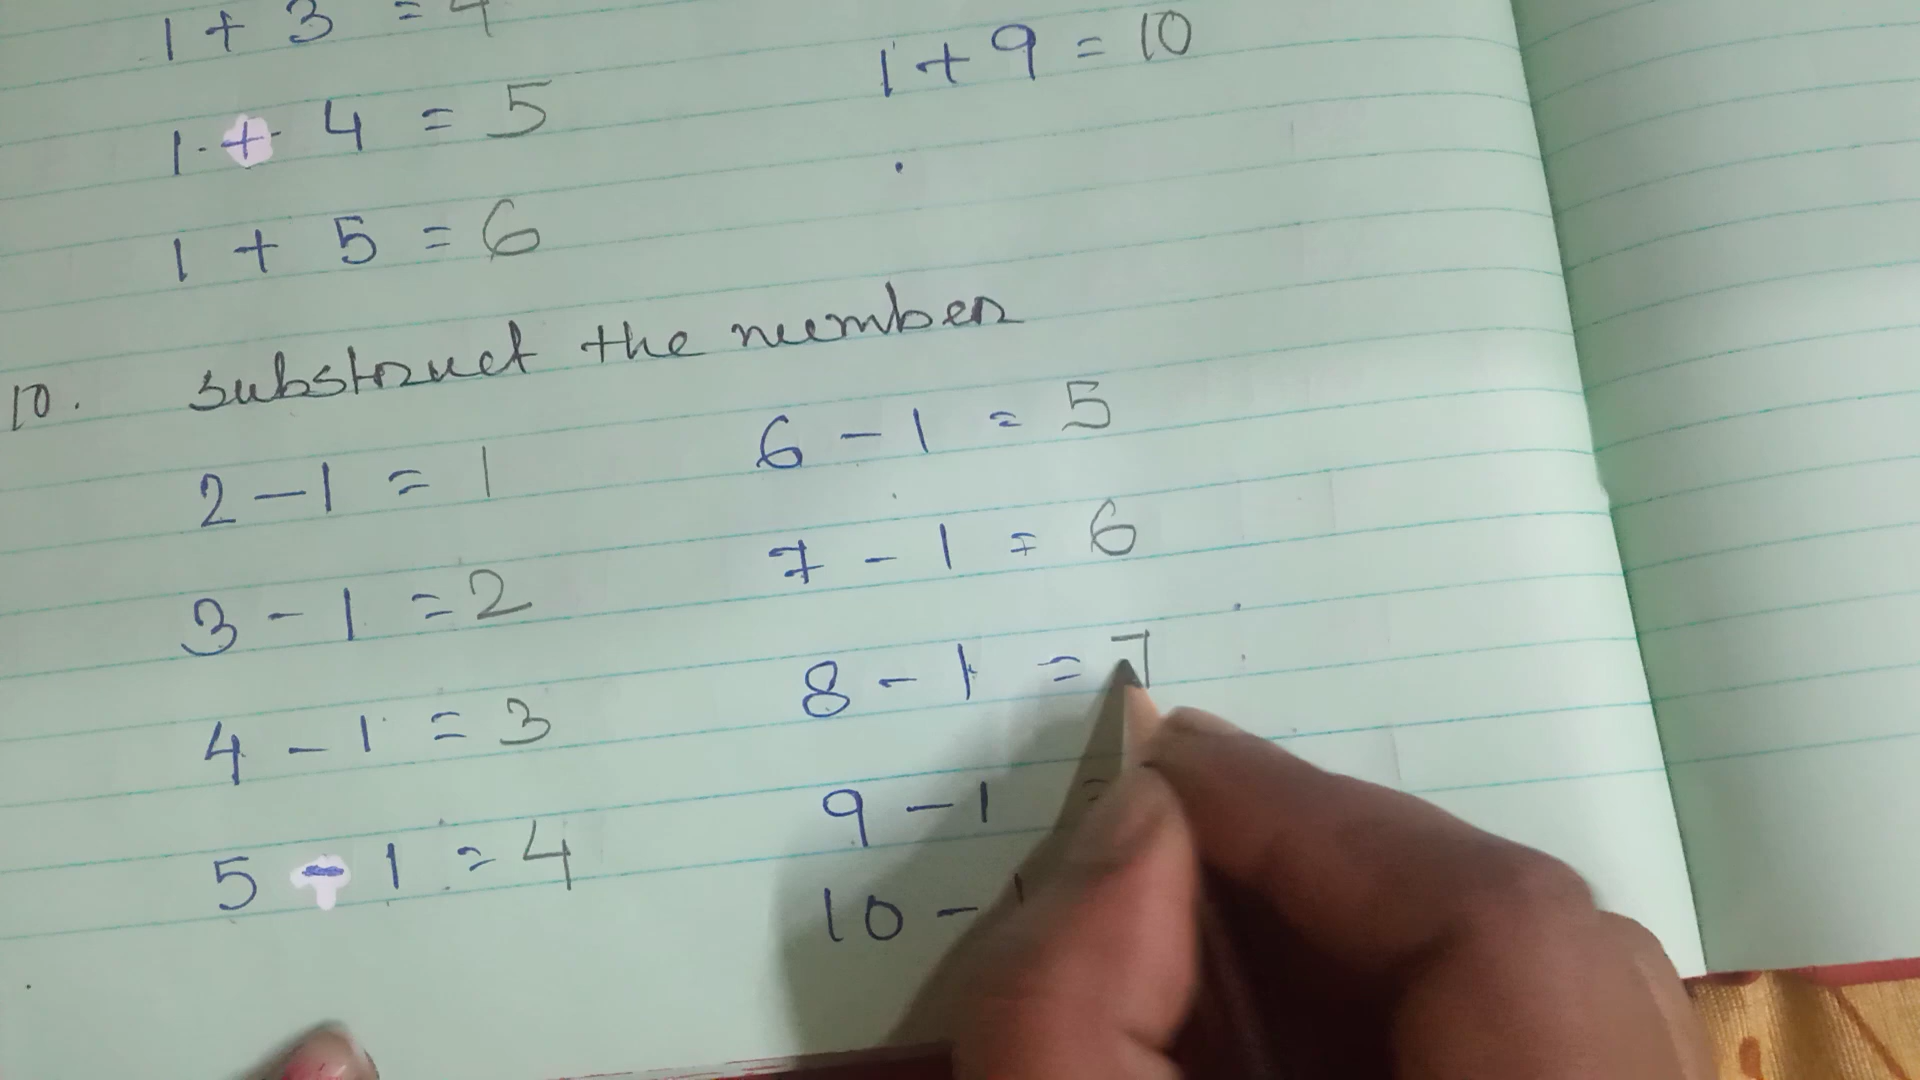 1 + 3 = 4
1 + 4 = 5
1 + 5 = 6
1 + 9 = 10
10. substruct the number
2 - 1 = 1
3 - 1 = 2
4 - 1 = 3
5 - 1 = 4
6 - 1 = 5
7 - 1 = 6
8 - 1 = 7
9 - 1 =
10 - 1